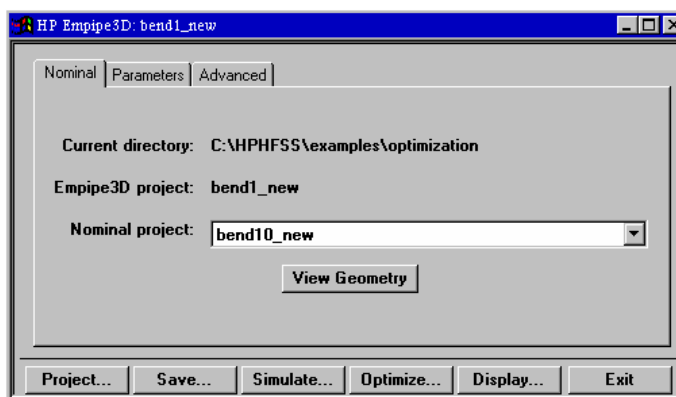 HP Empipe3D: bend1_new
Nominal Parameters Advanced
Current directory: C:\HPHFSS\examples\optimization
Empipe3D project: bend1_new
Nominal project: bend10_new
View Geometry
Project... Save... Simulate... Optimize... Display... Exit